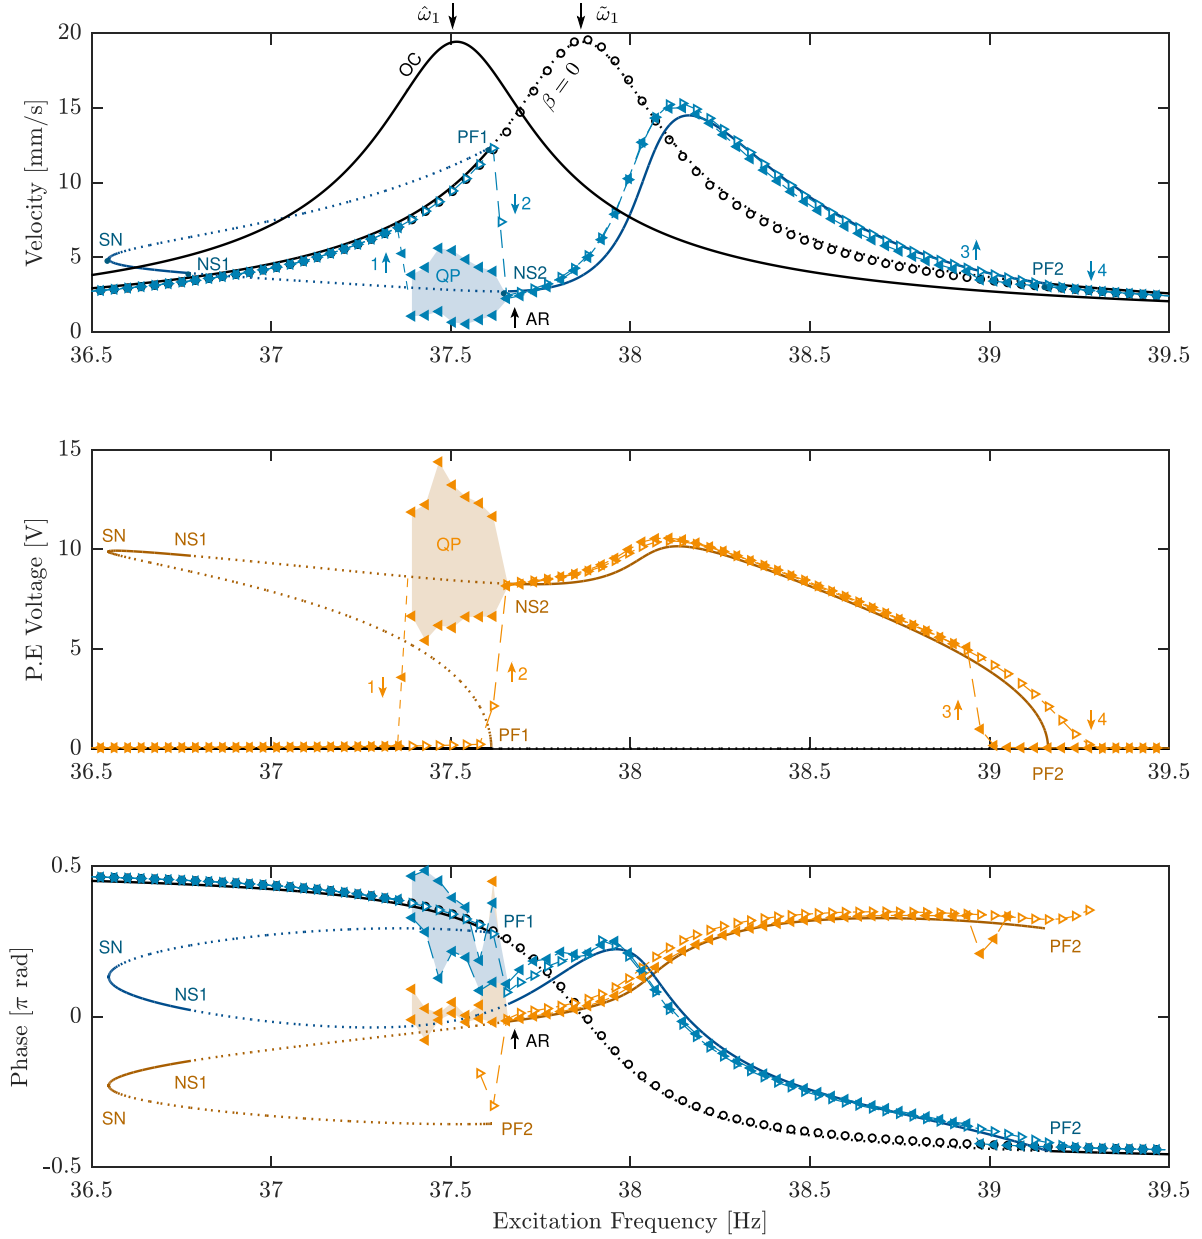 ω̂₁ ω̃₁
20
15
10
5
0
Velocity [mm/s]
OC
β = 0
PF1
2
SN
NS1
1
QP
NS2
AR
3
PF2
4
36.5 37 37.5 38 38.5 39 39.5
15
10
5
0
P.E Voltage [V]
SN
NS1
QP
NS2
1
2
PF1
3
4
PF2
36.5 37 37.5 38 38.5 39 39.5
0.5
0
-0.5
Phase [π rad]
PF1
SN
NS1
AR
NS1
SN
PF2
PF2
PF2
36.5 37 37.5 38 38.5 39 39.5
Excitation Frequency [Hz]